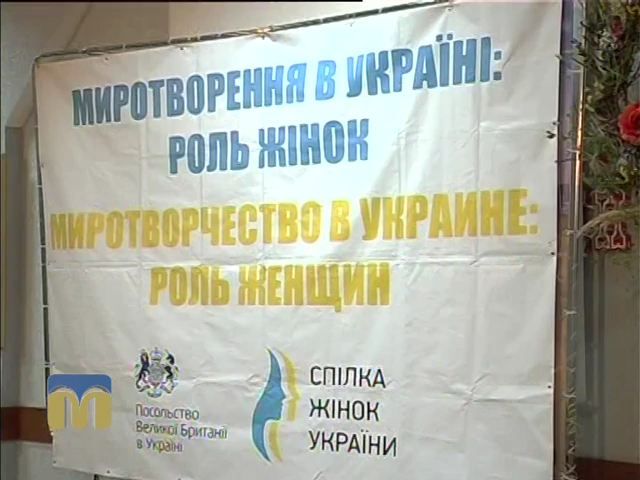 МИРОТВОРЕННЯ В УКРАЇНІ:
РОЛЬ ЖІНОК
МИРОТВОРЧЕСТВО В УКРАИНЕ:
РОЛЬ ЖЕНЩИН
Посольство
Великої Британії
в Україні
СПІЛКА
ЖІНОК
УКРАЇНИ
М